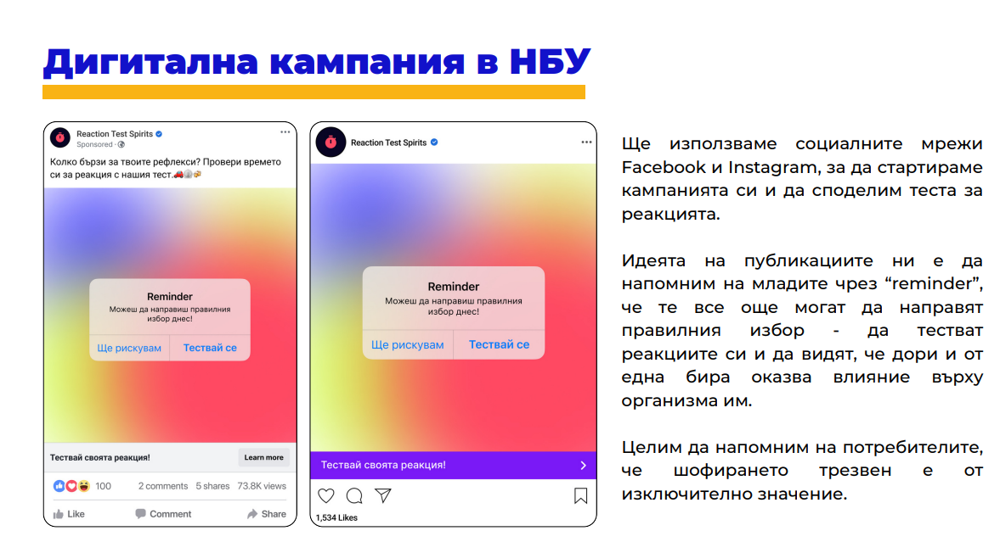 Дигитална кампания в НБУ
Reaction Test Spirits
Sponsored ·
Колко бързи за твоите рефлекси? Провери времето
си за реакция с нашия тест.🚗🏟🍻
Reminder
Можеш да направиш правилния
избор днес!
Ще рискувам
Тествай се
Тествай своята реакция!
Learn more
100
2 comments 5 shares 73.8K views
Like
Comment
Share
Reaction Test Spirits
Reminder
Можеш да направиш правилния
избор днес!
Ще рискувам
Тествай се
Тествай своята реакция!
1,534 Likes
Ще използваме социалните мрежи
Facebook и Instagram, за да стартираме
кампанията си и да споделим теста за
реакцията.
Идеята на публикациите ни е да
напомним на младите чрез “reminder”,
че те все още могат да направят
правилния избор - да тестват
реакциите си и да видят, че дори и от
една бира оказва влияние върху
организма им.
Целим да напомним на потребителите,
че шофирането трезвен е от
изключително значение.